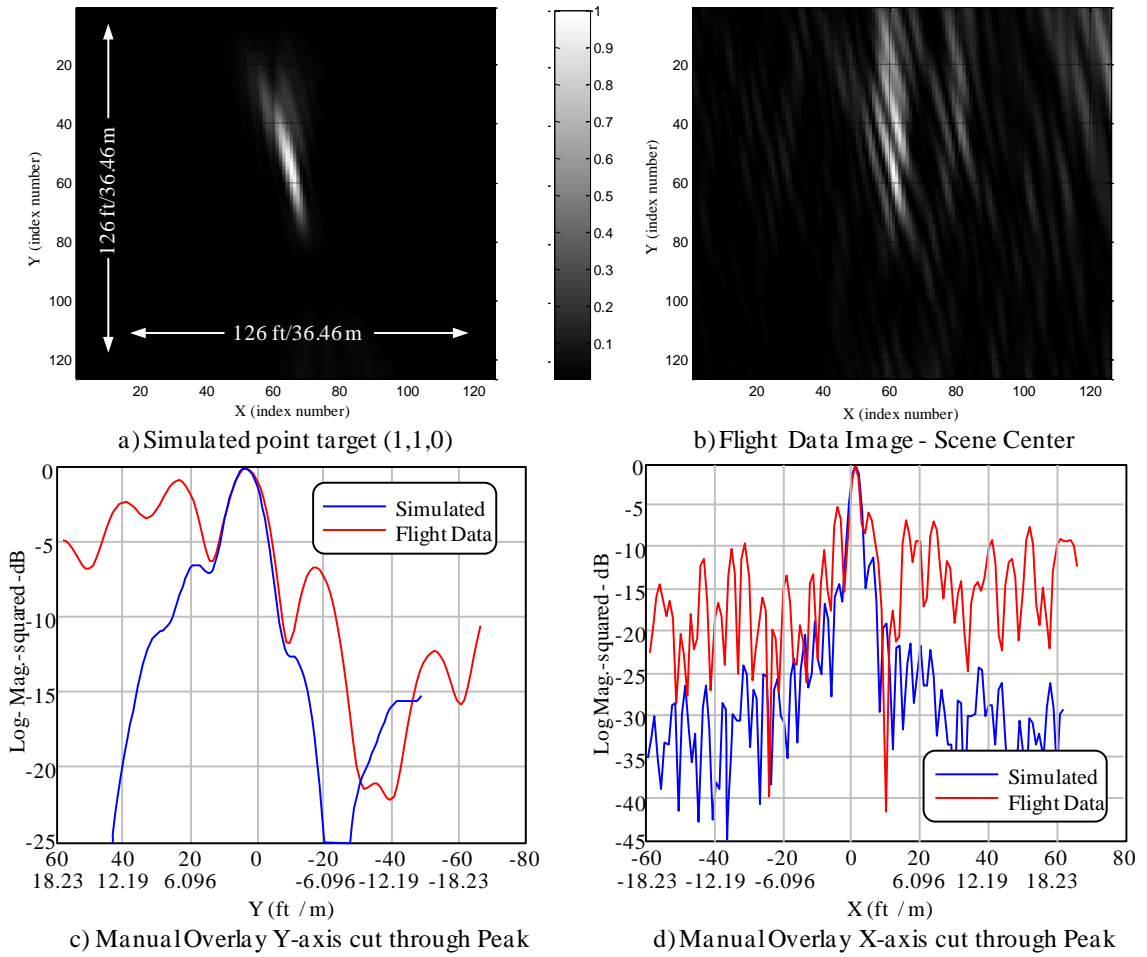 20
40
60
80
100
120
Y (index number)
126 ft/36.46 m
126 ft/36.46 m
20 40 60 80 100 120
X (index number)
1
0.9
0.8
0.7
0.6
0.5
0.4
0.3
0.2
0.1
20
40
60
80
100
120
Y (index number)
20 40 60 80 100 120
X (index number)
a) Simulated point target (1,1,0)
b) Flight Data Image - Scene Center
0
-5
-10
-15
-20
-25
Log- Mag.-squared -dB
Simulated
Flight Data
60 40 20 0 -20 -40 -60 -80
18.23 12.19 6.096 -6.096 -12.19 -18.23
Y (ft / m)
c) Manual Overlay Y-axis cut through Peak
0
-5
-10
-15
-20
-25
-30
-35
-40
-45
Log Mag.-squared - dB
Simulated
Flight Data
-60 -40 -20 0 20 40 60 80
-18.23 -12.19 -6.096 6.096 12.19 18.23
X (ft / m)
d) Manual Overlay X-axis cut through Peak